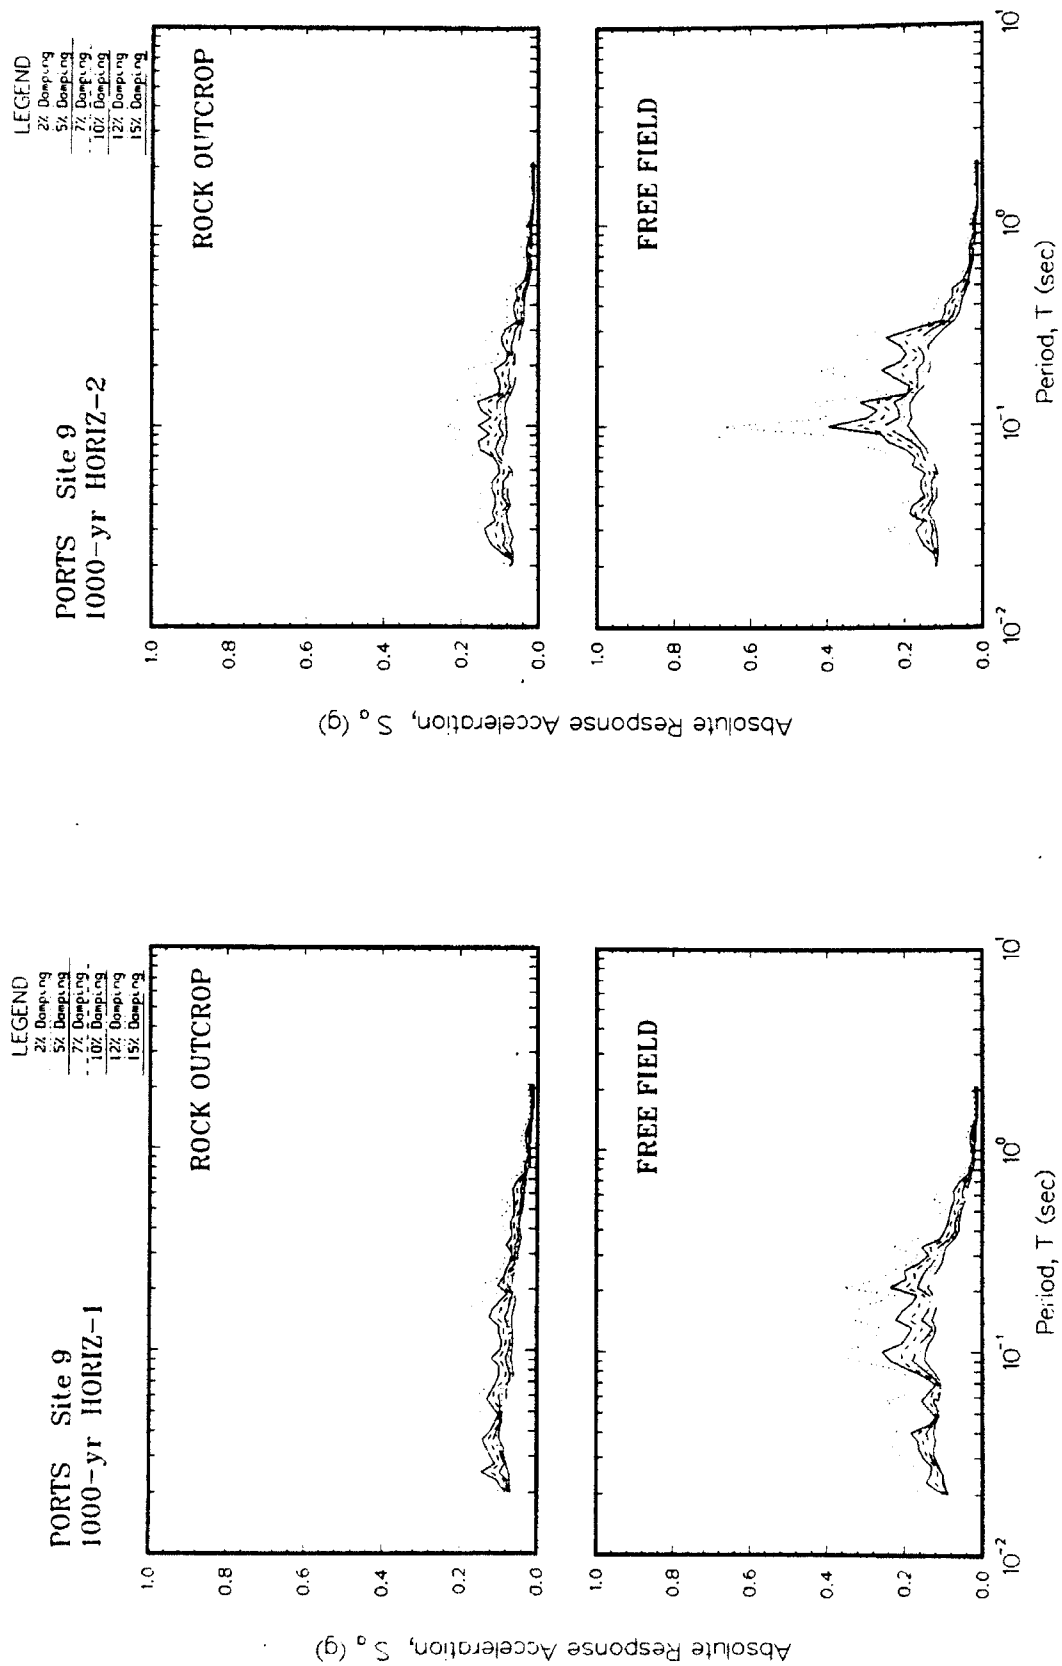 PORTS Site 9
1000-yr HORIZ-1
LEGEND
2% Damping
5% Damping
7% Damping
10% Damping
12% Damping
15% Damping
ROCK OUTCROP
1.0
0.8
0.6
0.4
0.2
0.0
FREE FIELD
1.0
0.8
0.6
0.4
0.2
0.0
10⁻² 10⁻¹ 10⁰ 10¹
Period, T (sec)
Absolute Response Acceleration, S a (g)
PORTS Site 9
1000-yr HORIZ-2
LEGEND
2% Damping
5% Damping
7% Damping
10% Damping
12% Damping
15% Damping
ROCK OUTCROP
1.0
0.8
0.6
0.4
0.2
0.0
FREE FIELD
1.0
0.8
0.6
0.4
0.2
0.0
10⁻² 10⁻¹ 10⁰ 10¹
Period, T (sec)
Absolute Response Acceleration, S a (g)